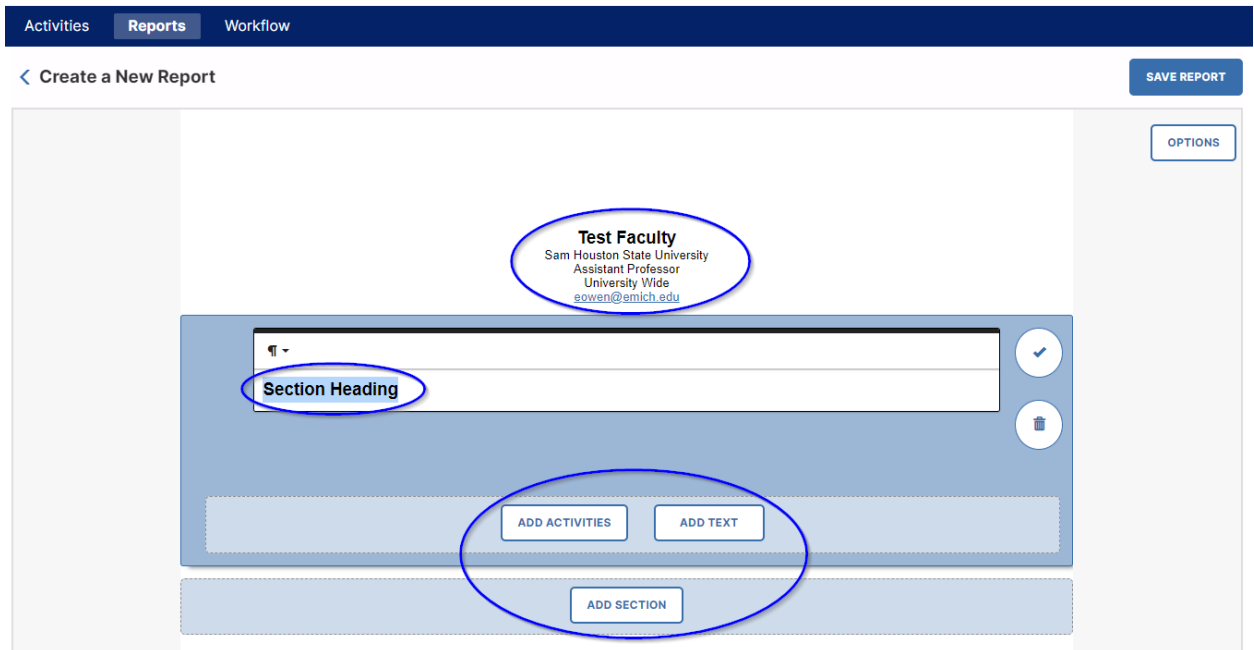 Activities Reports Workflow
Create a New Report
SAVE REPORT
OPTIONS
Test Faculty
Sam Houston State University
Assistant Professor
University Wide
eowen@emich.edu
¶
Section Heading
ADD ACTIVITIES ADD TEXT
ADD SECTION